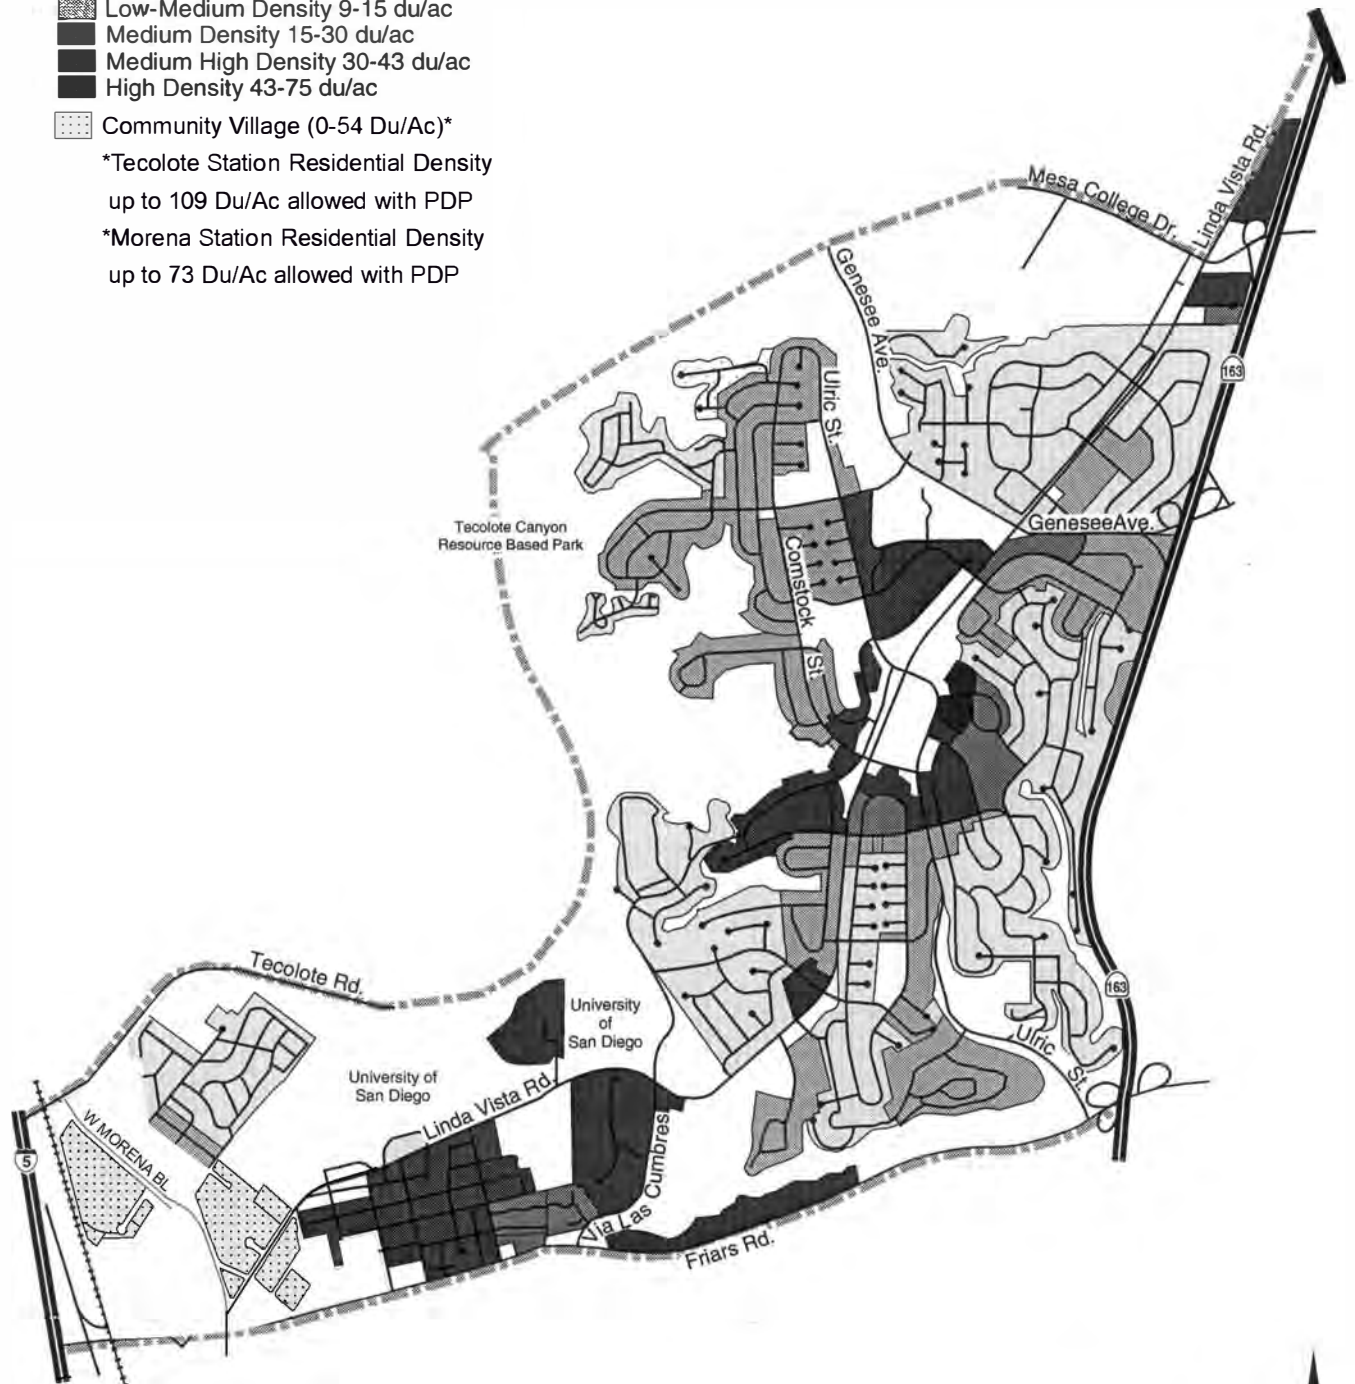 Low-Medium Density 9-15 du/ac
Medium Density 15-30 du/ac
Medium High Density 30-43 du/ac
High Density 43-75 du/ac
Community Village (0-54 Du/Ac)*
*Tecolote Station Residential Density
up to 109 Du/Ac allowed with PDP
*Morena Station Residential Density
up to 73 Du/Ac allowed with PDP
Linda Vista Rd.
Mesa College Dr.
Genesee Ave.
163
Ulric St.
Tecolote Canyon
Resource Based Park
GeneseeAve.
Comstock
St.
Tecolote Rd.
University
of
San Diego
163
Ulric
St.
University of
San Diego
Linda Vista Rd.
W MORENA BL
5
Via Las Cumbres
Friars Rd.